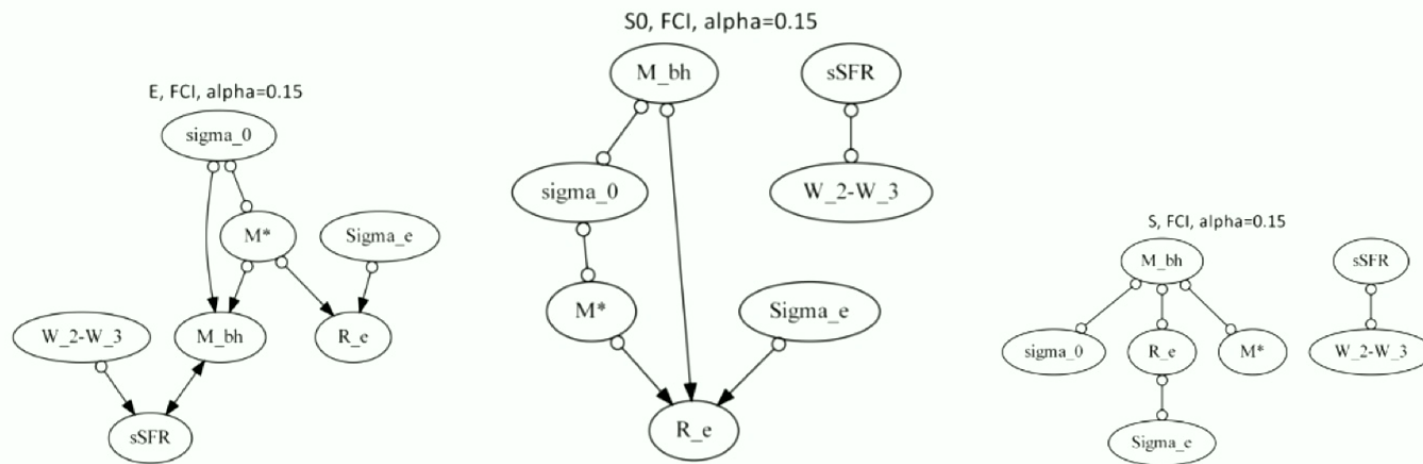 E, FCI, alpha=0.15
sigma_0
M*
Sigma_e
W_2-W_3
M_bh
R_e
sSFR
S0, FCI, alpha=0.15
M_bh
sSFR
sigma_0
W_2-W_3
M*
Sigma_e
R_e
S, FCI, alpha=0.15
M_bh
sSFR
sigma_0
R_e
M*
W_2-W_3
Sigma_e